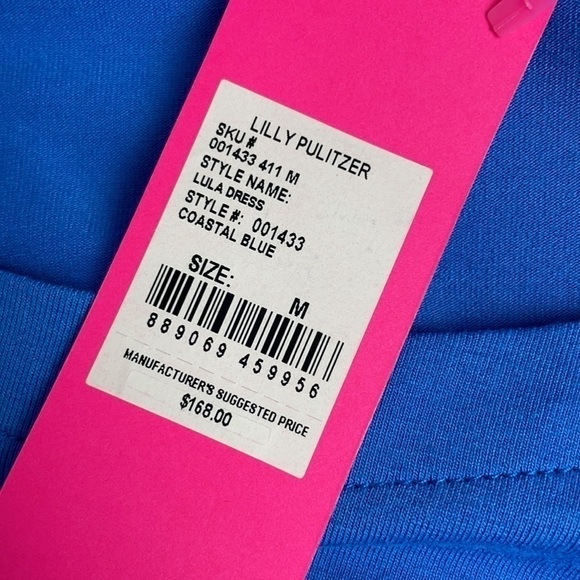 LILLY PULITZER
SKU #
001433 411 M
STYLE NAME:
LULA DRESS
STYLE #: 001433
COASTAL BLUE
SIZE: M
889069 459956
MANUFACTURER'S SUGGESTED PRICE
$168.00